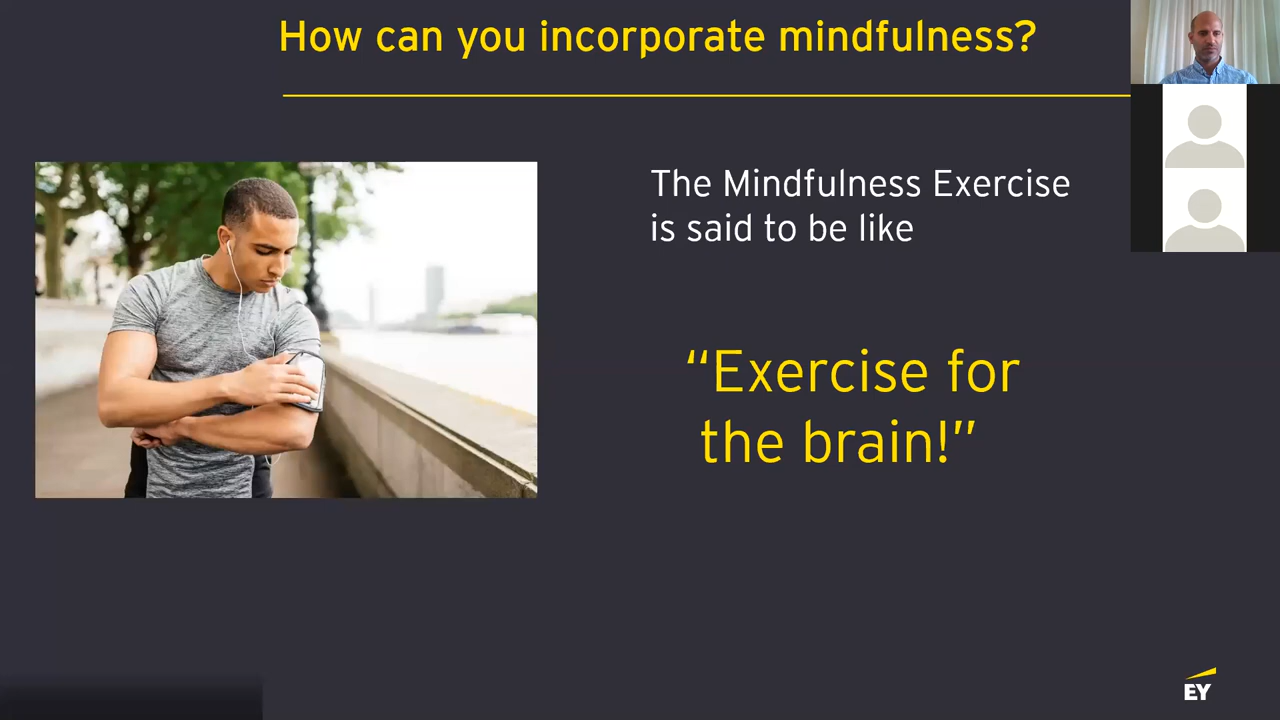 How can you incorporate mindfulness?
The Mindfulness Exercise
is said to be like
“Exercise for
the brain!”
EY